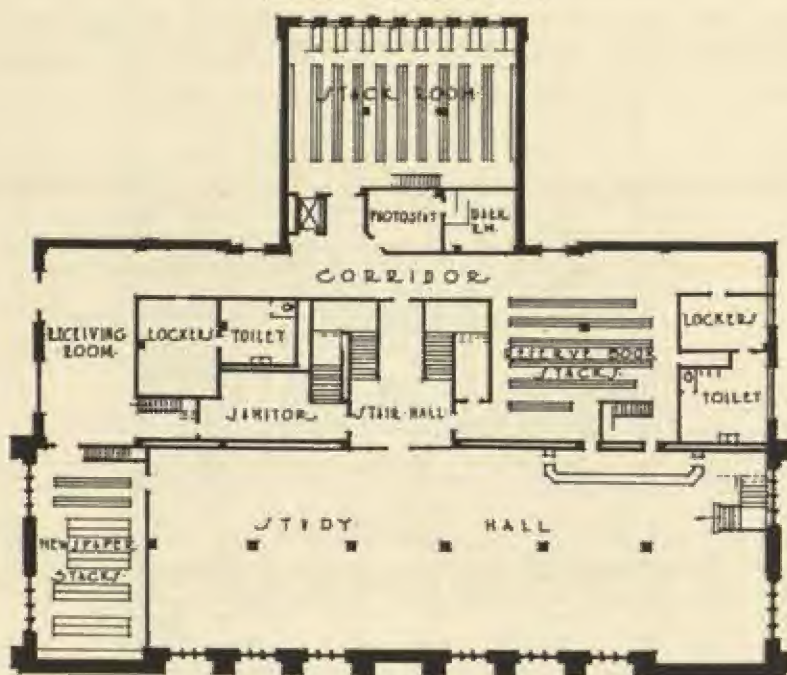 STACK ROOM
PHOTOSTAT
DARK
RM.
CORRIDOR
RECEIVING
ROOM
LOCKERS
TOILET
LOCKERS
RESERVE BOOK
STACKS
TOILET
JANITOR
STAIR HALL
STUDY HALL
NEWSPAPER
STACKS